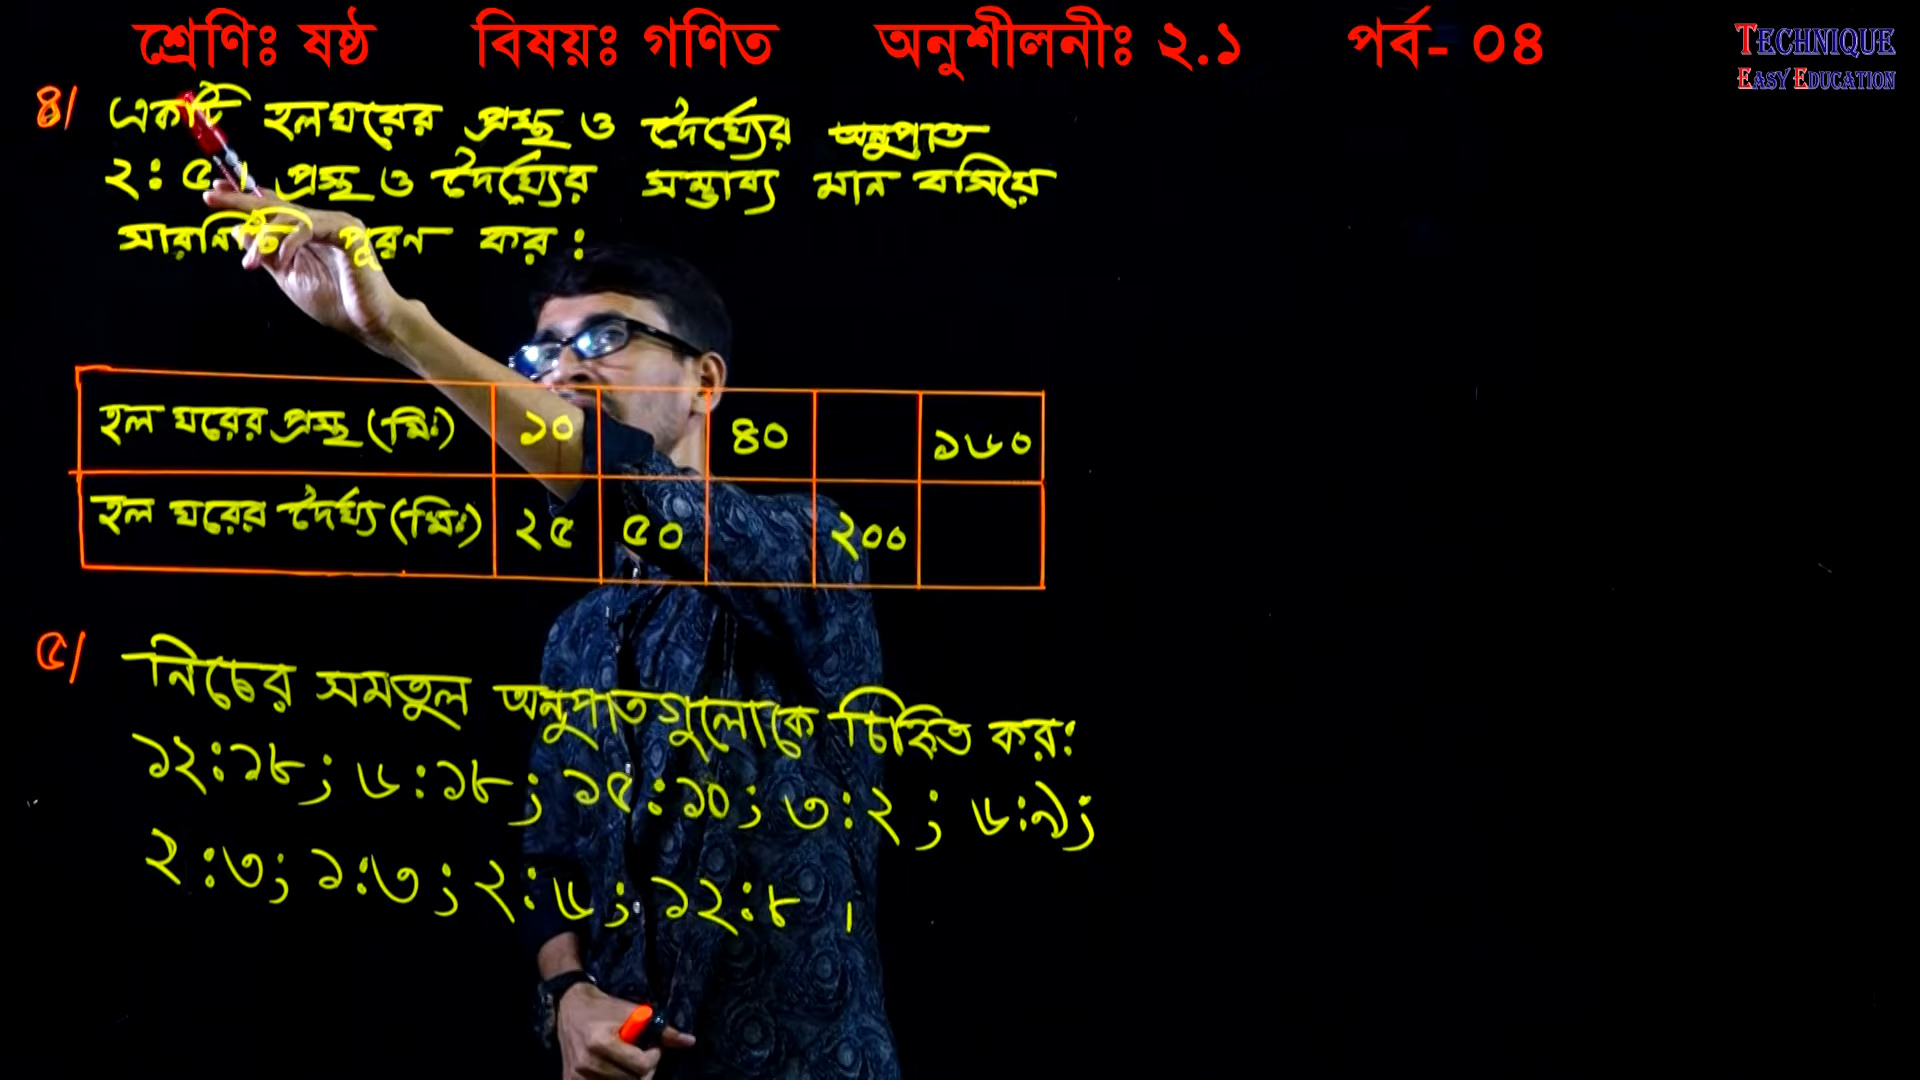 শ্রেণিঃ ষষ্ঠ বিষয়ঃ গণিত অনুশীলনীঃ ২.১ পর্ব- ০৪
TECHNIQUE
EASY EDUCATION
৪/ একটি হলঘরের প্রস্থ ও দৈর্ঘ্যের অনুপাত
২ : ৫। প্রস্থ ও দৈর্ঘ্যের সম্ভাব্য মান বসিয়ে
সারণিটি পূরণ কর :
হল ঘরের প্রস্থ (মিঃ) ১০ ৪০ ১৬০
হল ঘরের দৈর্ঘ্য (মিঃ) ২৫ ৫০ ২০০
৫/ নিচের সমতুল অনুপাতগুলোকে চিহ্নিত কর:
১২:১৮; ৬:১৮; ১৫:১০; ৩:২; ৬:৯;
২:৩; ১:৩; ২:৬; ১২:৮।